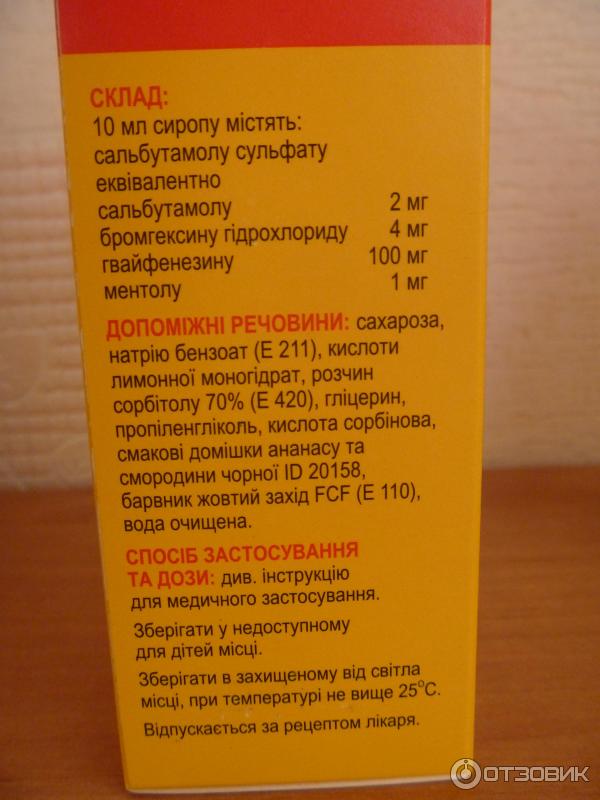 СКЛАД:
10 мл сиропу містять:
сальбутамолу сульфату
еквівалентно
сальбутамолу 2 мг
бромгексину гідрохлориду 4 мг
гвайфенезину 100 мг
ментолу 1 мг
ДОПОМІЖНІ РЕЧОВИНИ: сахароза,
натрію бензоат (Е 211), кислоти
лимонної моногідрат, розчин
сорбітолу 70% (Е 420), гліцерин,
пропіленгліколь, кислота сорбінова,
смакові домішки ананасу та
смородини чорної ID 20158,
барвник жовтий захід FCF (Е 110),
вода очищена.
СПОСІБ ЗАСТОСУВАННЯ
ТА ДОЗИ: див. інструкцію
для медичного застосування.
Зберігати у недоступному
для дітей місці.
Зберігати в захищеному від світла
місці, при температурі не вище 25°С.
Відпускається за рецептом лікаря.
ОТЗОВИК